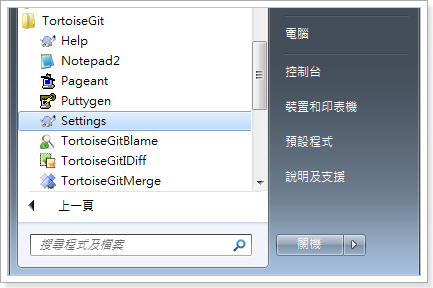 TortoiseGit
Help
Notepad2
Pageant
Puttygen
Settings
TortoiseGitBlame
TortoiseGitIDiff
TortoiseGitMerge
上一頁
搜尋程式及檔案
電腦
控制台
裝置和印表機
預設程式
說明及支援
關機